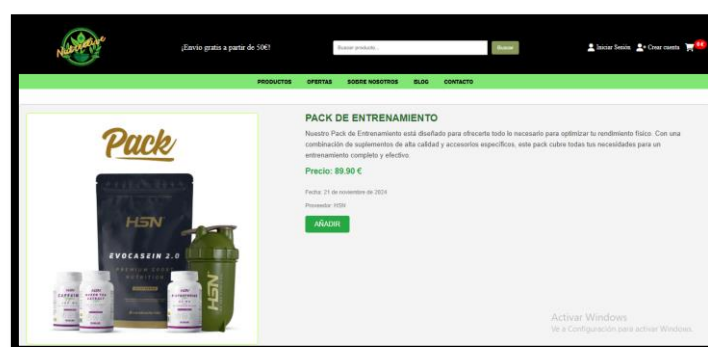 Nutrative
¡Envío gratis a partir de 50€!
Buscar producto...
Buscar
Iniciar Sesión
Crear cuenta
PRODUCTOS OFERTAS SOBRE NOSOTROS BLOG CONTACTO
Pack
HSN
EVOCASEIN 2.0
PREMIUM
NUTRITION
HSN
PACK DE ENTRENAMIENTO
Nuestro Pack de Entrenamiento está diseñado para ofrecerte todo lo necesario para optimizar tu rendimiento físico. Con una
combinación de suplementos de alta calidad y accesorios específicos, este pack cubre todas tus necesidades para un
entrenamiento completo y efectivo.
Precio: 89.90 €
Fecha: 21 de noviembre de 2024
Proveedor: HSN
AÑADIR
Activar Windows
Ve a Configuración para activar Windows.